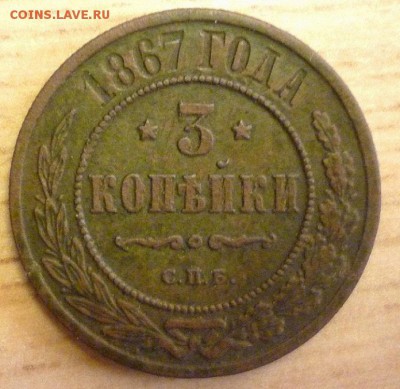 COINS.LAVE.RU
1867 ГОДА
3
КОПѢЙКИ
С.П.Б.